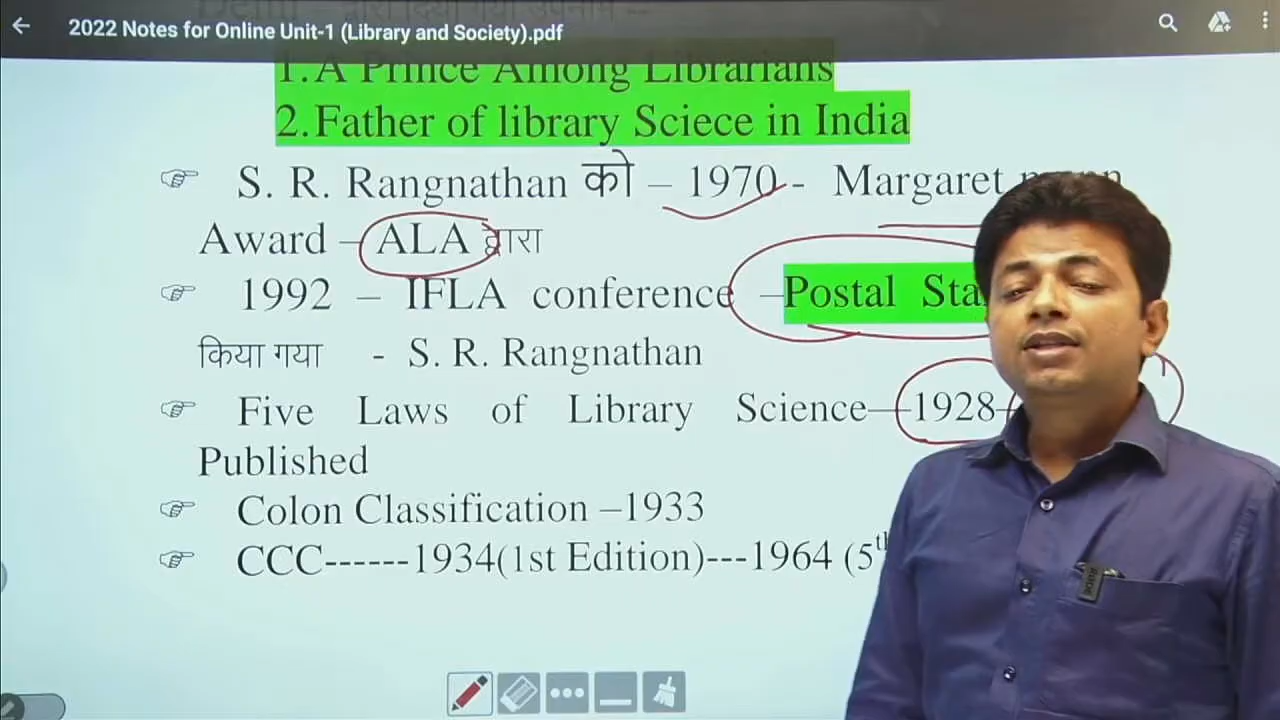 2022 Notes for Online Unit-1 (Library and Society).pdf
1.A Prince Among Librarians
2.Father of library Sciece in India
S. R. Rangnathan को – 1970 - Margaret
Award – ALA द्वारा
1992 – IFLA conference –Postal
किया गया - S. R. Rangnathan
Five Laws of Library Science—1928–
Published
Colon Classification –1933
CCC------1934(1st Edition)---1964 (5th